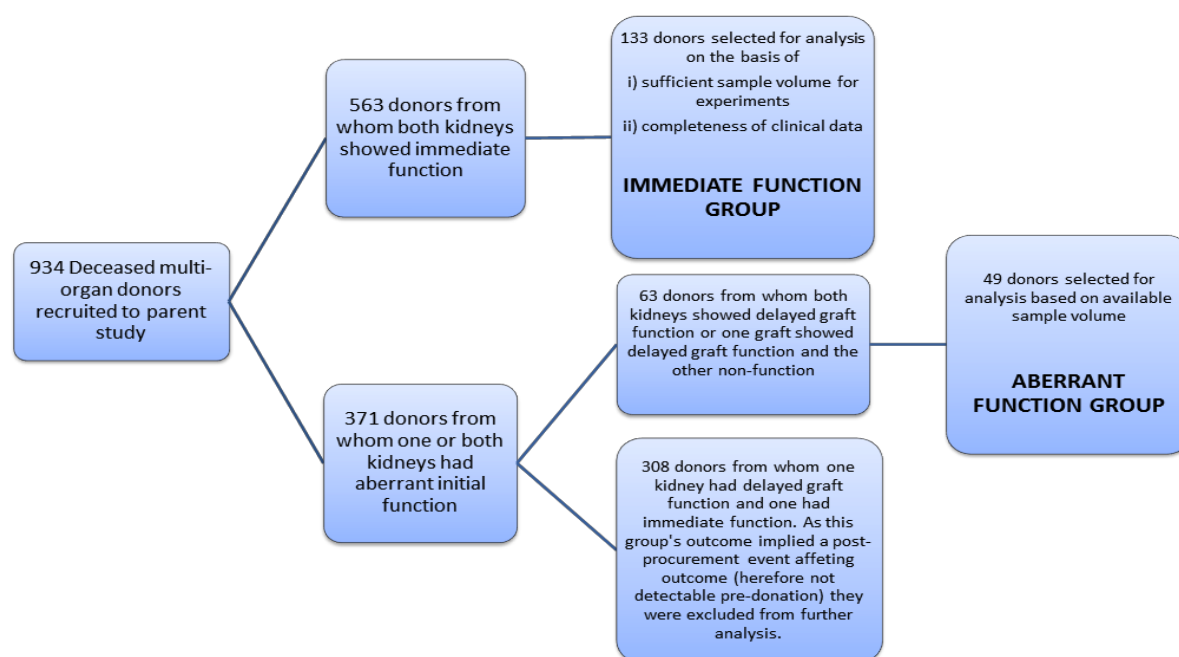 934 Deceased multi-
organ donors
recruited to parent
study
563 donors from
whom both kidneys
showed immediate
function
133 donors selected for analysis
on the basis of
i) sufficient sample volume for
experiments
ii) completeness of clinical data
IMMEDIATE FUNCTION
GROUP
371 donors from
whom one or both
kidneys had
aberrant initial
function
63 donors from whom both
kidneys showed delayed graft
function or one graft showed
delayed graft function and the
other non-function
49 donors selected for
analysis based on available
sample volume
ABERRANT
FUNCTION GROUP
308 donors from whom one
kidney had delayed graft
function and one had
immediate function. As this
group's outcome implied a post-
procurement event affeting
outcome (herefore not
detectable pre-donation) they
were excluded from further
analysis.